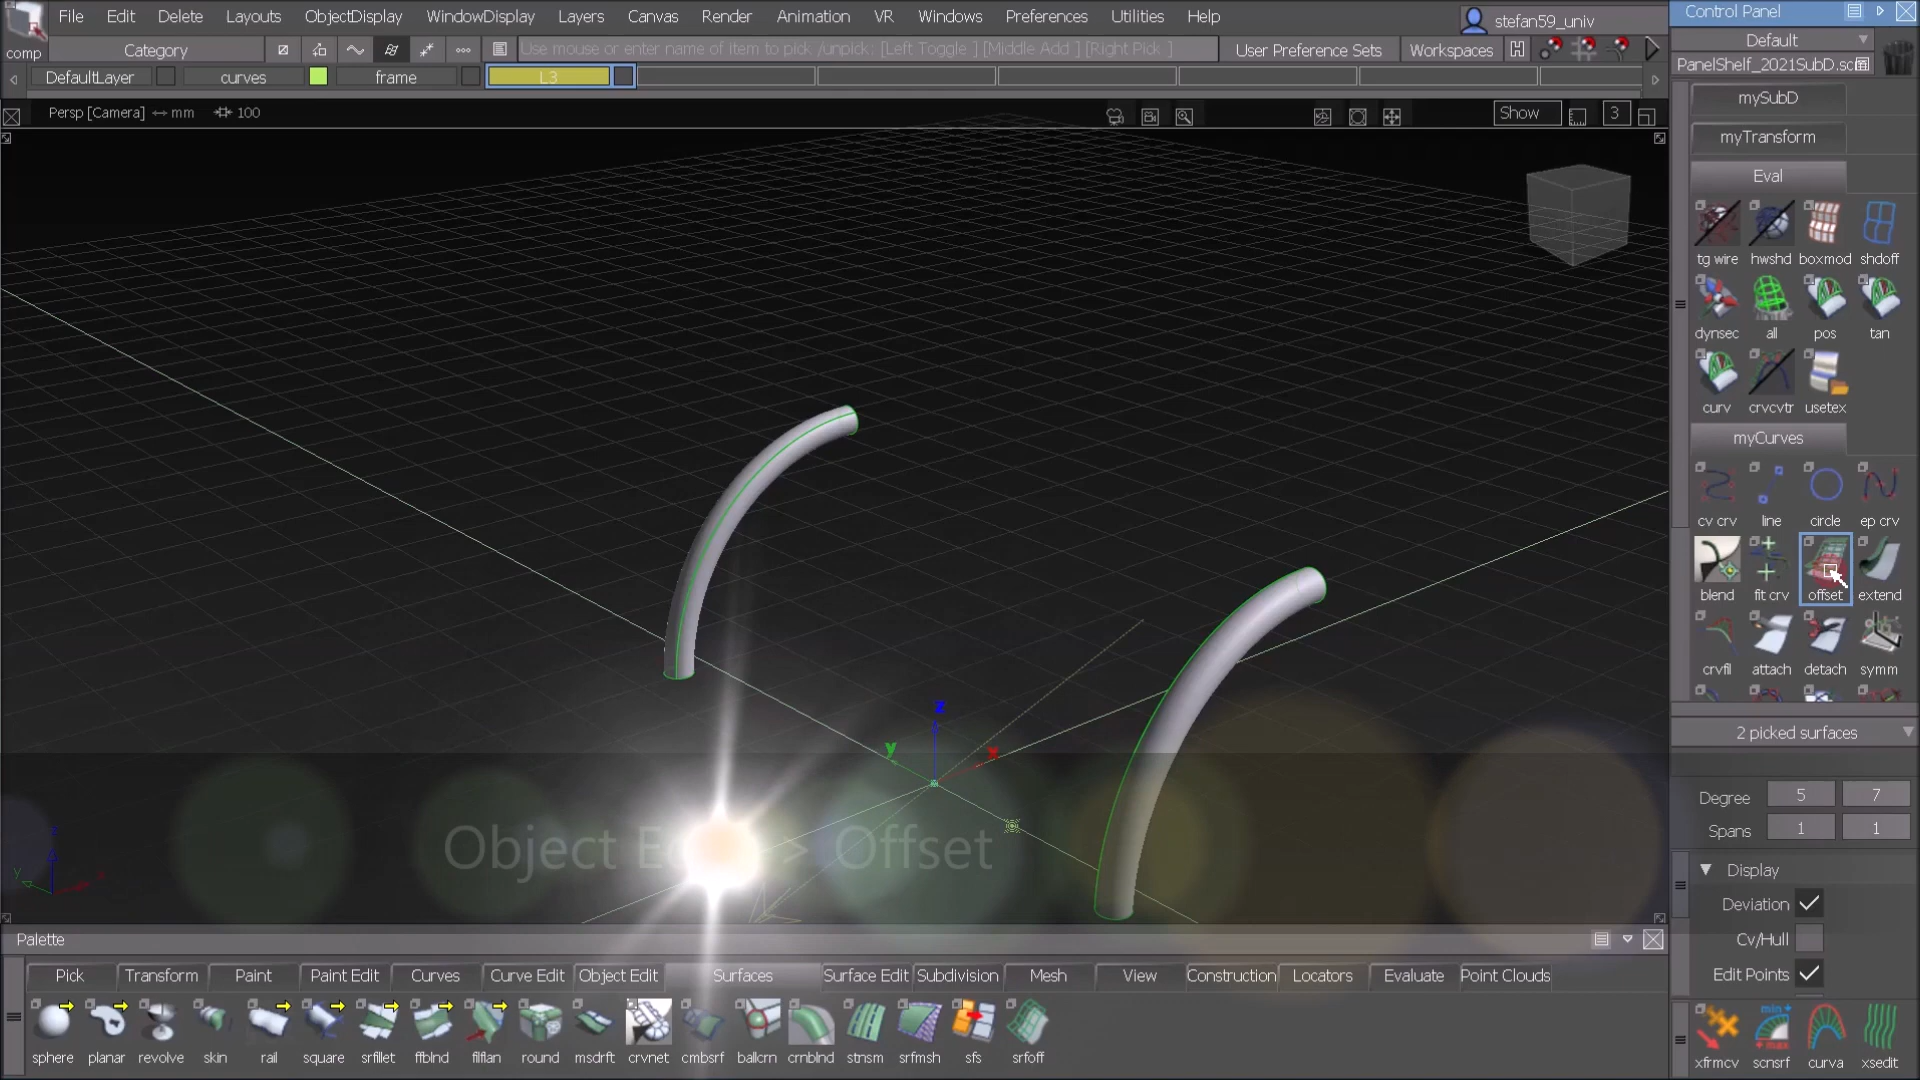 File Edit Delete Layouts ObjectDisplay WindowDisplay Layers Canvas Render Animation VR Windows Preferences Utilities Help
stefan59_univ
Control Panel
comp
Category
Use mouse or enter name of item to pick /unpick: [Left Toggle ] [Middle Add ] [Right Pick ]
User Preference Sets
Workspaces
Default
PanelShelf_2021SubD.sc
DefaultLayer
curves
frame
L3
Persp [Camera] mm 100
Show
3
mySubD
myTransform
Eval
tg wire hwshd boxmod shdoff
dynsec all pos tan
curv crvcvtr usetex
myCurves
cv crv line circle ep crv
blend fit crv offset extend
crvfil attach detach symm
2 picked surfaces
Degree 5 7
Spans 1 1
Display
Deviation
Cv/Hull
Edit Points
xfrmcv scnsrf curva xsedit
z
y
x
z
y
x
Object E > Offset
Palette
Pick Transform Paint Paint Edit Curves Curve Edit Object Edit Surfaces Surface Edit Subdivision Mesh View Construction Locators Evaluate Point Clouds
sphere planar revolve skin rail square srfillet ffblnd filflan round msdrft crvnet cmbsrf ballcrn crnblnd stnsm srfmsh sfs srfoff